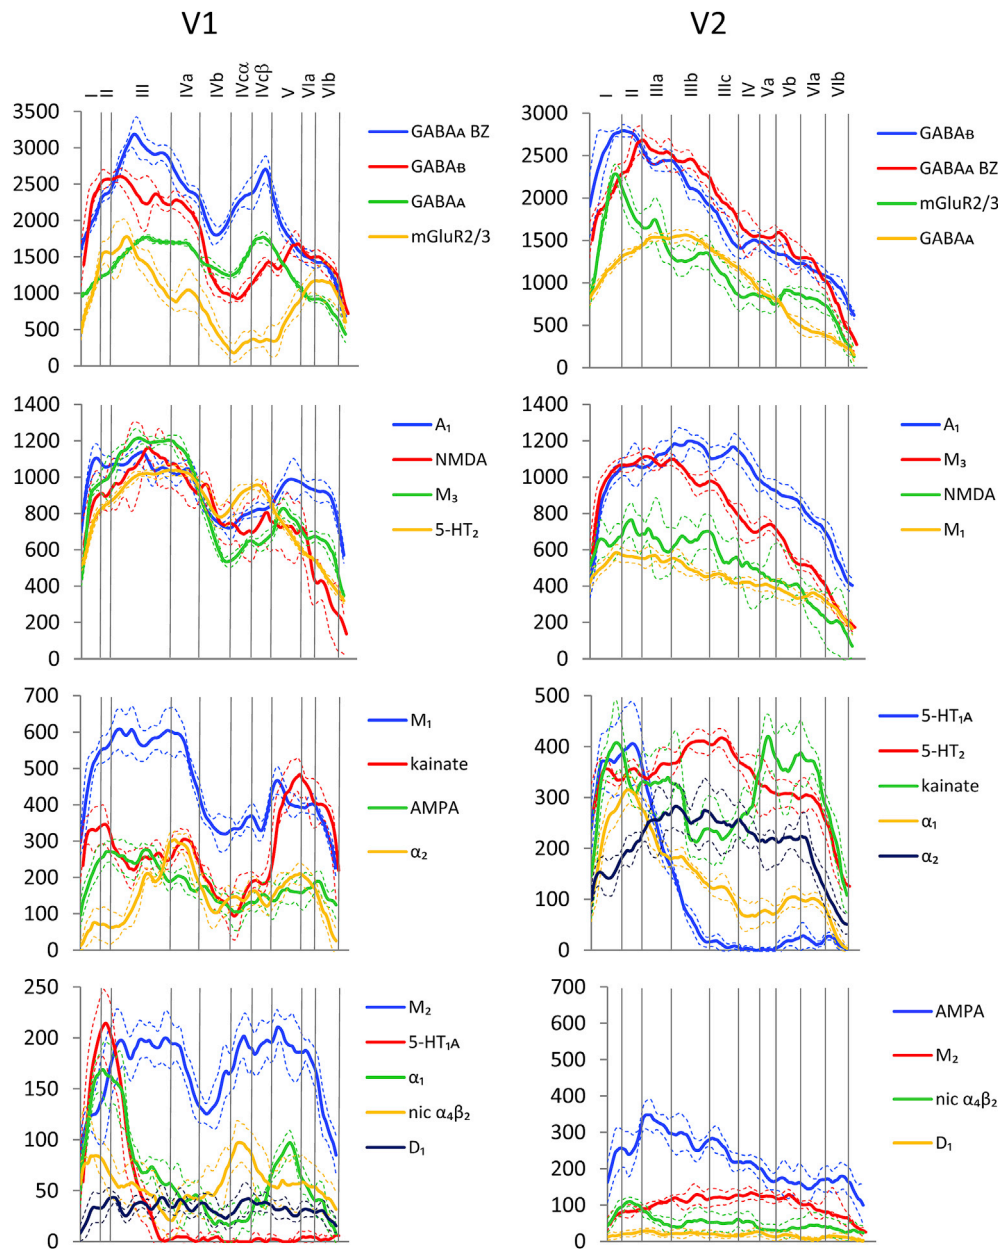 V1 V2
I II III IVa IVb IVcα IVcβ V VIa VIb
I II IIIa IIIb IIIc IV Va Vb VIa VIb
3500
3000
2500
2000
1500
1000
500
0
GABAA BZ
GABAB
GABAA
mGluR2/3
3000
2500
2000
1500
1000
500
0
GABAB
GABAA BZ
mGluR2/3
GABAA
1400
1200
1000
800
600
400
200
0
A₁
NMDA
M₃
5-HT₂
1400
1200
1000
800
600
400
200
0
A₁
M₃
NMDA
M₁
700
600
500
400
300
200
100
0
M₁
kainate
AMPA
α₂
500
400
300
200
100
0
5-HT₁A
5-HT₂
kainate
α₁
α₂
250
200
150
100
50
0
M₂
5-HT₁A
α₁
nic α₄β₂
D₁
700
600
500
400
300
200
100
0
AMPA
M₂
nic α₄β₂
D₁